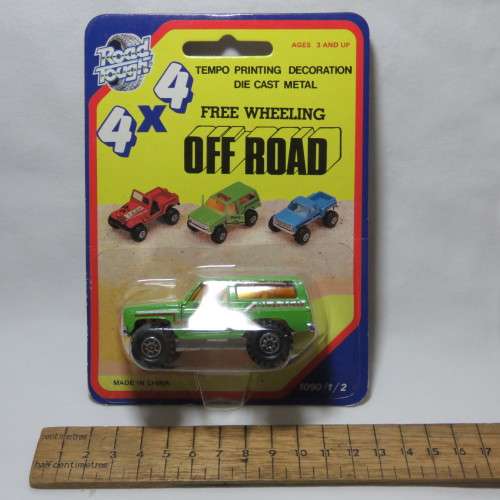 Road
Tough
AGES 3 AND UP
4x4
TEMPO PRINTING DECORATION
DIE CAST METAL
FREE WHEELING
OFF ROAD
MADE IN CHINA
1090/1/2
centimetres
1 2 3 4 5 6 7 8 9 10 11 12 13 14 15 16 17
half centimetres